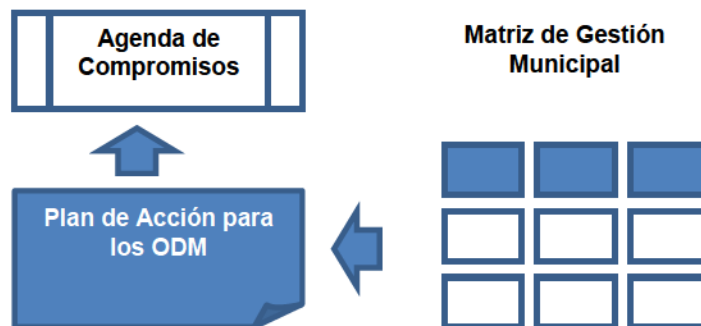 Agenda de
Compromisos
Matriz de Gestión
Municipal
Plan de Acción para
los ODM